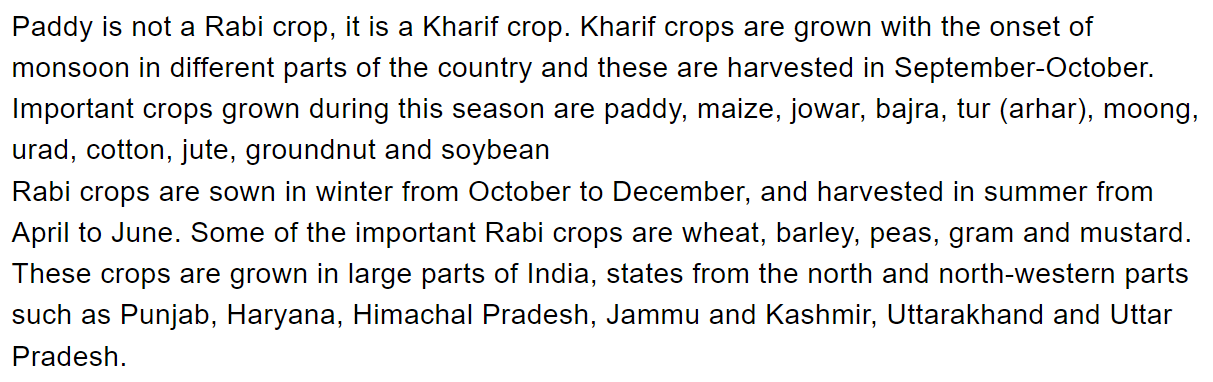 Paddy is not a Rabi crop, it is a Kharif crop. Kharif crops are grown with the onset of
monsoon in different parts of the country and these are harvested in September-October.
Important crops grown during this season are paddy, maize, jowar, bajra, tur (arhar), moong,
urad, cotton, jute, groundnut and soybean
Rabi crops are sown in winter from October to December, and harvested in summer from
April to June. Some of the important Rabi crops are wheat, barley, peas, gram and mustard.
These crops are grown in large parts of India, states from the north and north-western parts
such as Punjab, Haryana, Himachal Pradesh, Jammu and Kashmir, Uttarakhand and Uttar
Pradesh.